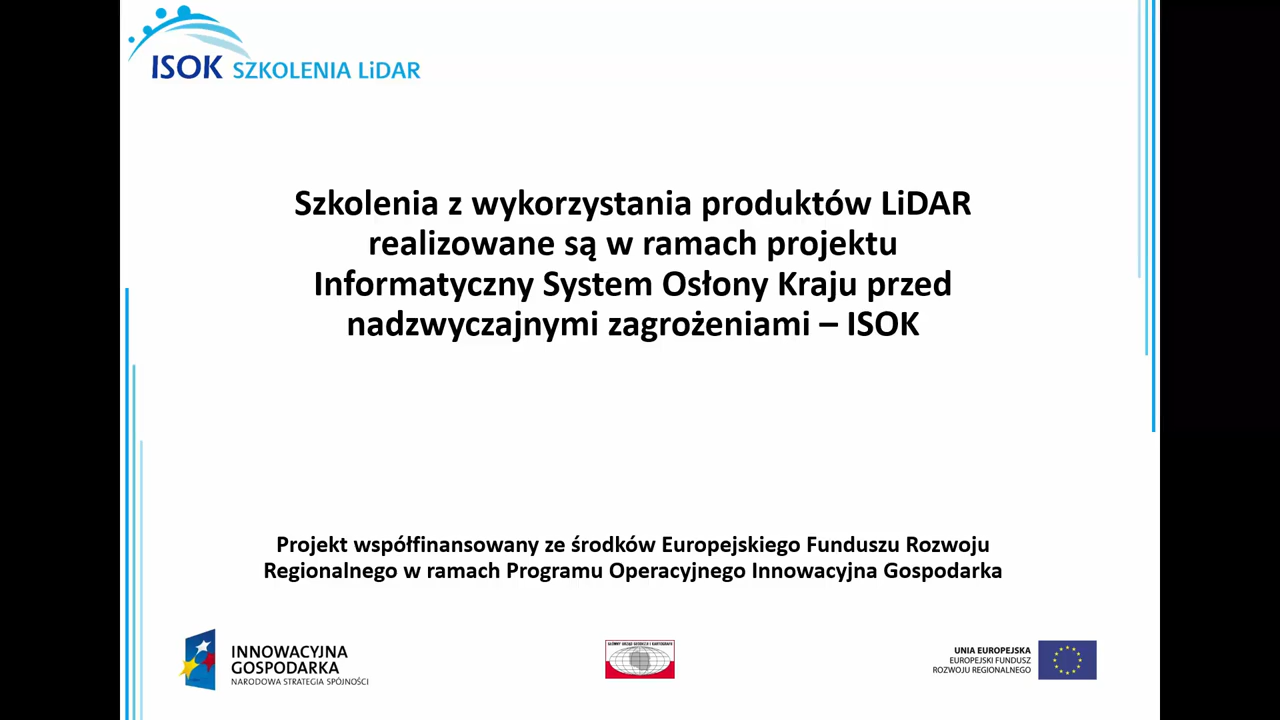 ISOK SZKOLENIA LiDAR
Szkolenia z wykorzystania produktów LiDAR
realizowane są w ramach projektu
Informatyczny System Osłony Kraju przed
nadzwyczajnymi zagrożeniami – ISOK
Projekt współfinansowany ze środków Europejskiego Funduszu Rozwoju
Regionalnego w ramach Programu Operacyjnego Innowacyjna Gospodarka
INNOWACYJNA
GOSPODARKA
NARODOWA STRATEGIA SPÓJNOŚCI
GŁÓWNY URZĄD GEODEZJI I KARTOGRAFII
UNIA EUROPEJSKA
EUROPEJSKI FUNDUSZ
ROZWOJU REGIONALNEGO